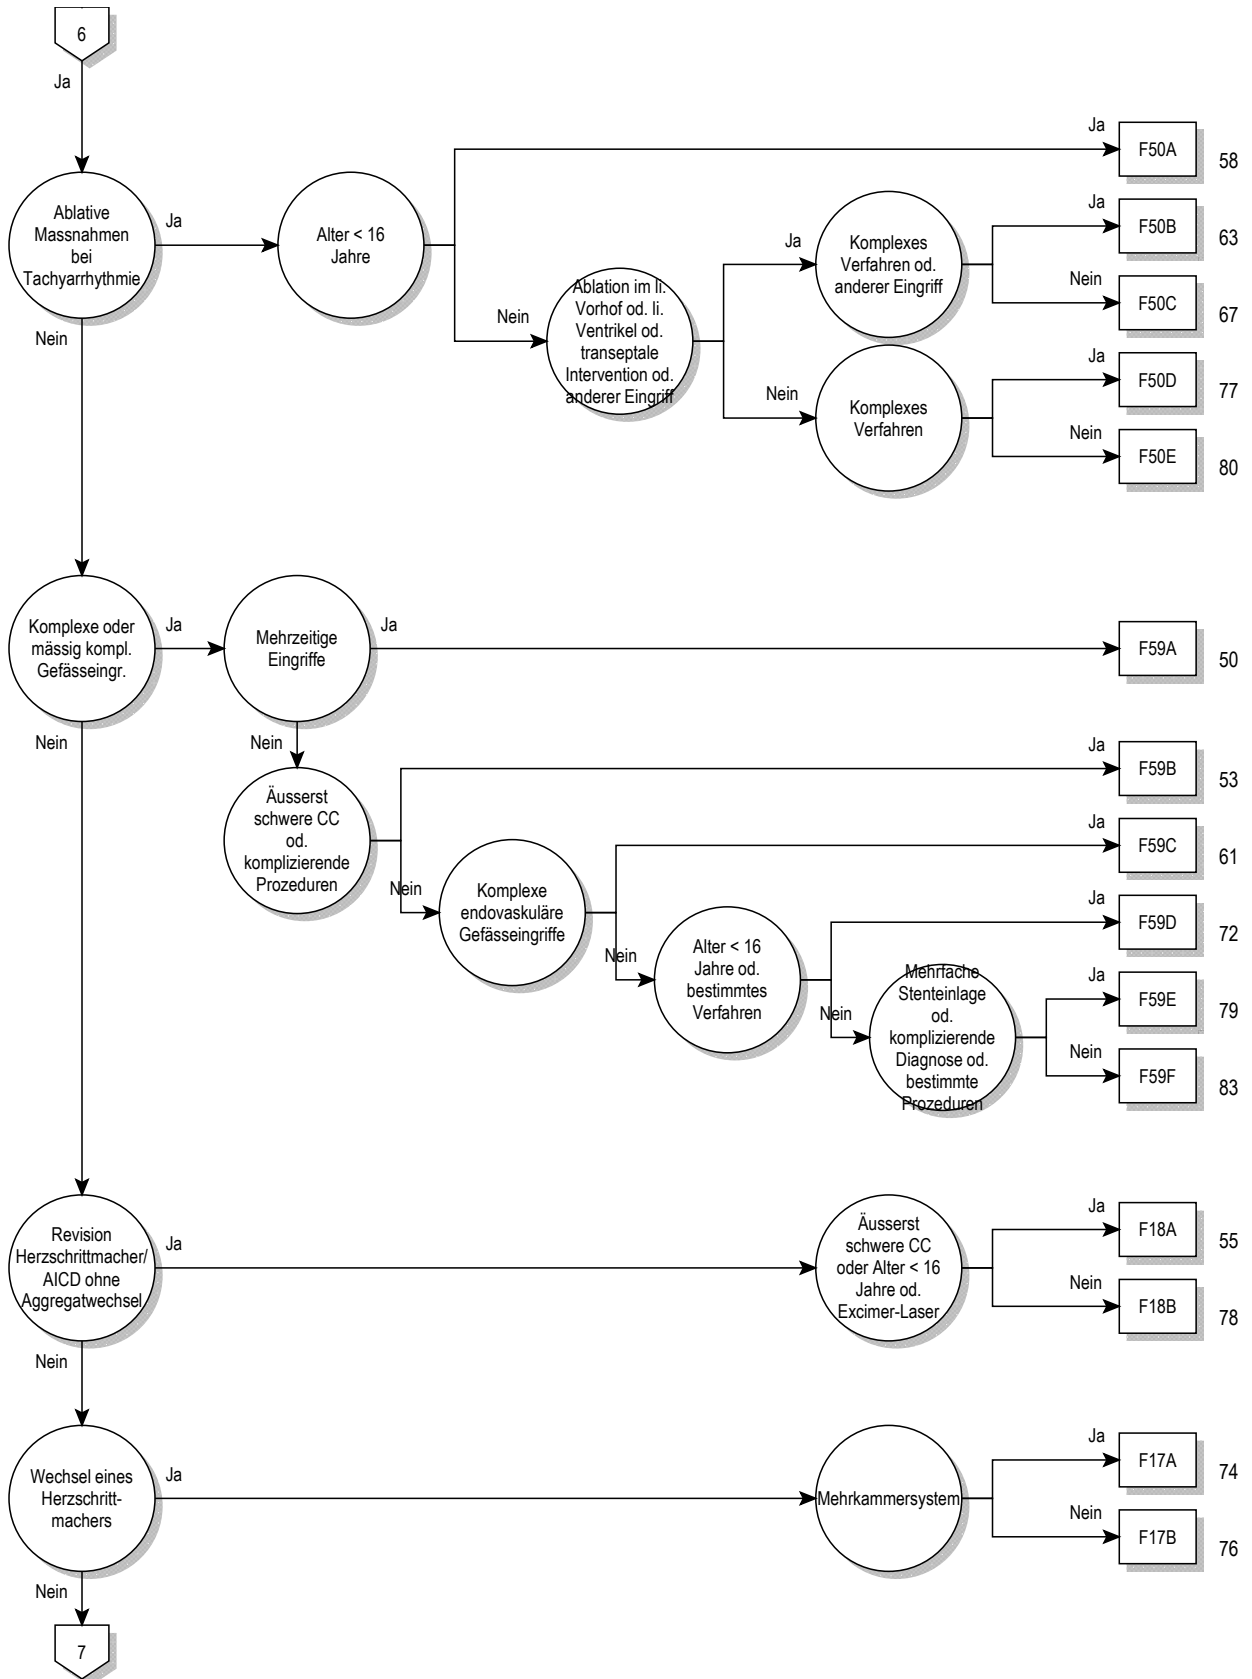 6
Ja
Ablative
Massnahmen
bei
Tachyarrhythmie
Ja
Nein
Alter < 16
Jahre
Ja
F50A
58
Nein
Ablation im li.
Vorhof od. li.
Ventrikel od.
transeptale
Intervention od.
anderer Eingriff
Ja
Komplexes
Verfahren od.
anderer Eingriff
Ja
F50B
63
Nein
F50C
67
Nein
Komplexes
Verfahren
Ja
F50D
77
Nein
F50E
80
Komplexe oder
mässig kompl.
Gefässeingr.
Ja
Nein
Mehrzeitige
Eingriffe
Ja
F59A
50
Nein
Äusserst
schwere CC
od.
komplizierende
Prozeduren
Ja
F59B
53
Nein
Komplexe
endovaskuläre
Gefässeingriffe
Ja
F59C
61
Nein
Alter < 16
Jahre od.
bestimmtes
Verfahren
Ja
F59D
72
Nein
Mehrfache
Stenteinlage
od.
komplizierende
Diagnose od.
bestimmte
Prozeduren
Ja
F59E
79
Nein
F59F
83
Revision
Herzschrittmacher/
AICD ohne
Aggregatwechsel
Ja
Nein
Äusserst
schwere CC
oder Alter < 16
Jahre od.
Excimer-Laser
Ja
F18A
55
Nein
F18B
78
Wechsel eines
Herzschritt-
machers
Ja
Nein
Mehrkammersystem
Ja
F17A
74
Nein
F17B
76
7